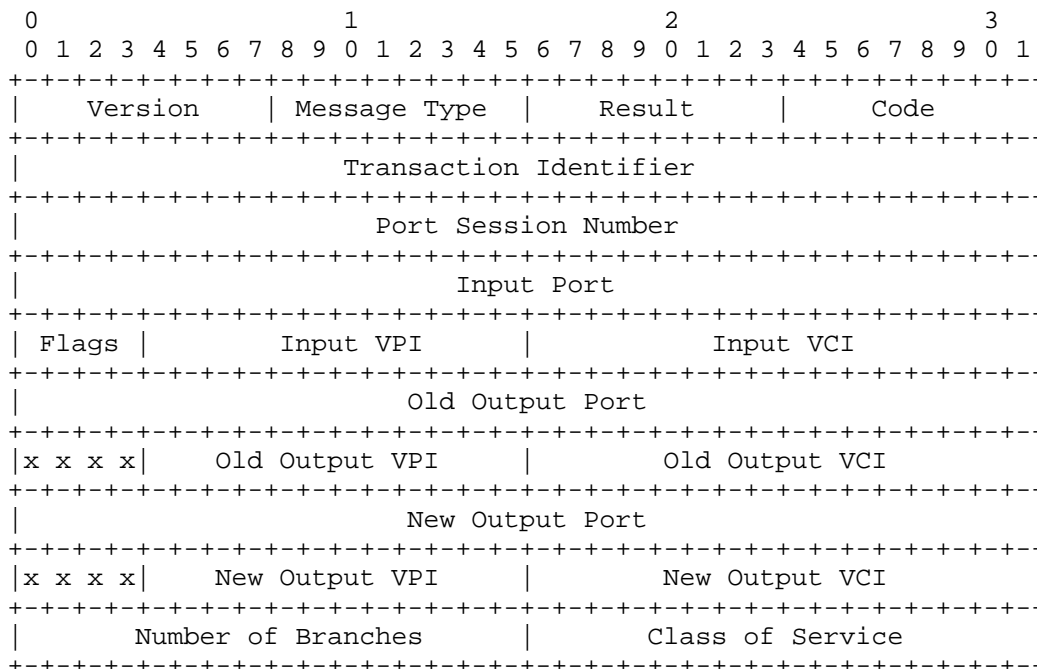 0                   1                   2                   3
 0 1 2 3 4 5 6 7 8 9 0 1 2 3 4 5 6 7 8 9 0 1 2 3 4 5 6 7 8 9 0 1
+-+-+-+-+-+-+-+-+-+-+-+-+-+-+-+-+-+-+-+-+-+-+-+-+-+-+-+-+-+-+-+--
|    Version    | Message Type  |    Result     |     Code
+-+-+-+-+-+-+-+-+-+-+-+-+-+-+-+-+-+-+-+-+-+-+-+-+-+-+-+-+-+-+-+--
|                    Transaction Identifier
+-+-+-+-+-+-+-+-+-+-+-+-+-+-+-+-+-+-+-+-+-+-+-+-+-+-+-+-+-+-+-+--
|                      Port Session Number
+-+-+-+-+-+-+-+-+-+-+-+-+-+-+-+-+-+-+-+-+-+-+-+-+-+-+-+-+-+-+-+--
|                           Input Port
+-+-+-+-+-+-+-+-+-+-+-+-+-+-+-+-+-+-+-+-+-+-+-+-+-+-+-+-+-+-+-+--
| Flags |        Input VPI      |           Input VCI
+-+-+-+-+-+-+-+-+-+-+-+-+-+-+-+-+-+-+-+-+-+-+-+-+-+-+-+-+-+-+-+--
|                        Old Output Port
+-+-+-+-+-+-+-+-+-+-+-+-+-+-+-+-+-+-+-+-+-+-+-+-+-+-+-+-+-+-+-+--
|x x x x|    Old Output VPI     |        Old Output VCI
+-+-+-+-+-+-+-+-+-+-+-+-+-+-+-+-+-+-+-+-+-+-+-+-+-+-+-+-+-+-+-+--
|                        New Output Port
+-+-+-+-+-+-+-+-+-+-+-+-+-+-+-+-+-+-+-+-+-+-+-+-+-+-+-+-+-+-+-+--
|x x x x|    New Output VPI     |        New Output VCI
+-+-+-+-+-+-+-+-+-+-+-+-+-+-+-+-+-+-+-+-+-+-+-+-+-+-+-+-+-+-+-+--
|       Number of Branches      |       Class of Service
+-+-+-+-+-+-+-+-+-+-+-+-+-+-+-+-+-+-+-+-+-+-+-+-+-+-+-+-+-+-+-+--